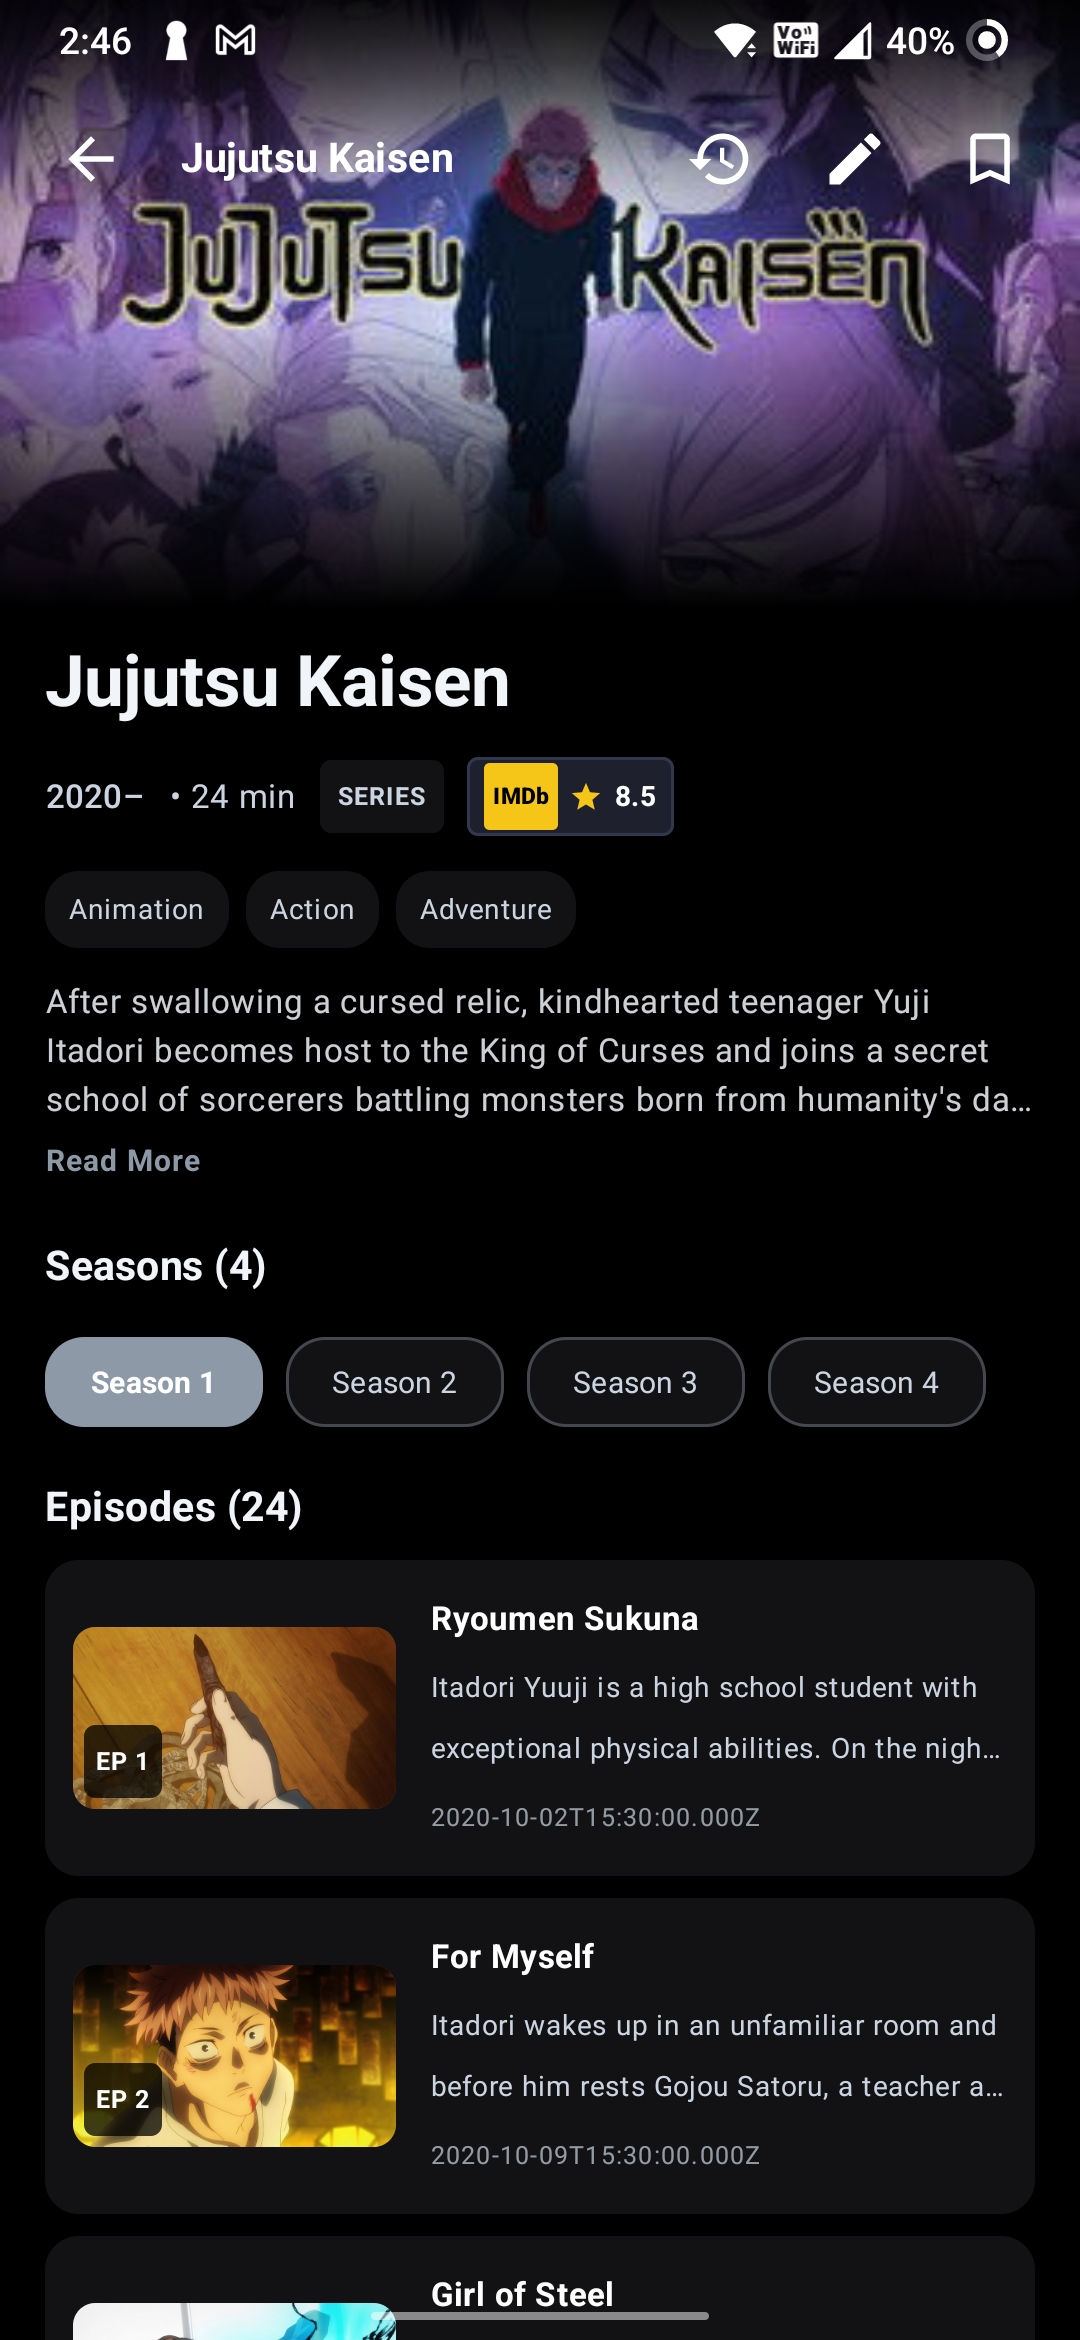 2:46
Vo WiFi
40%
Jujutsu Kaisen
JUJUTSU KAISEN
Jujutsu Kaisen
2020– • 24 min SERIES IMDb 8.5
Animation Action Adventure
After swallowing a cursed relic, kindhearted teenager Yuji
Itadori becomes host to the King of Curses and joins a secret
school of sorcerers battling monsters born from humanity's da…
Read More
Seasons (4)
Season 1 Season 2 Season 3 Season 4
Episodes (24)
Ryoumen Sukuna
Itadori Yuuji is a high school student with
exceptional physical abilities. On the nigh…
EP 1
2020-10-02T15:30:00.000Z
For Myself
Itadori wakes up in an unfamiliar room and
before him rests Gojou Satoru, a teacher a…
EP 2
2020-10-09T15:30:00.000Z
Girl of Steel